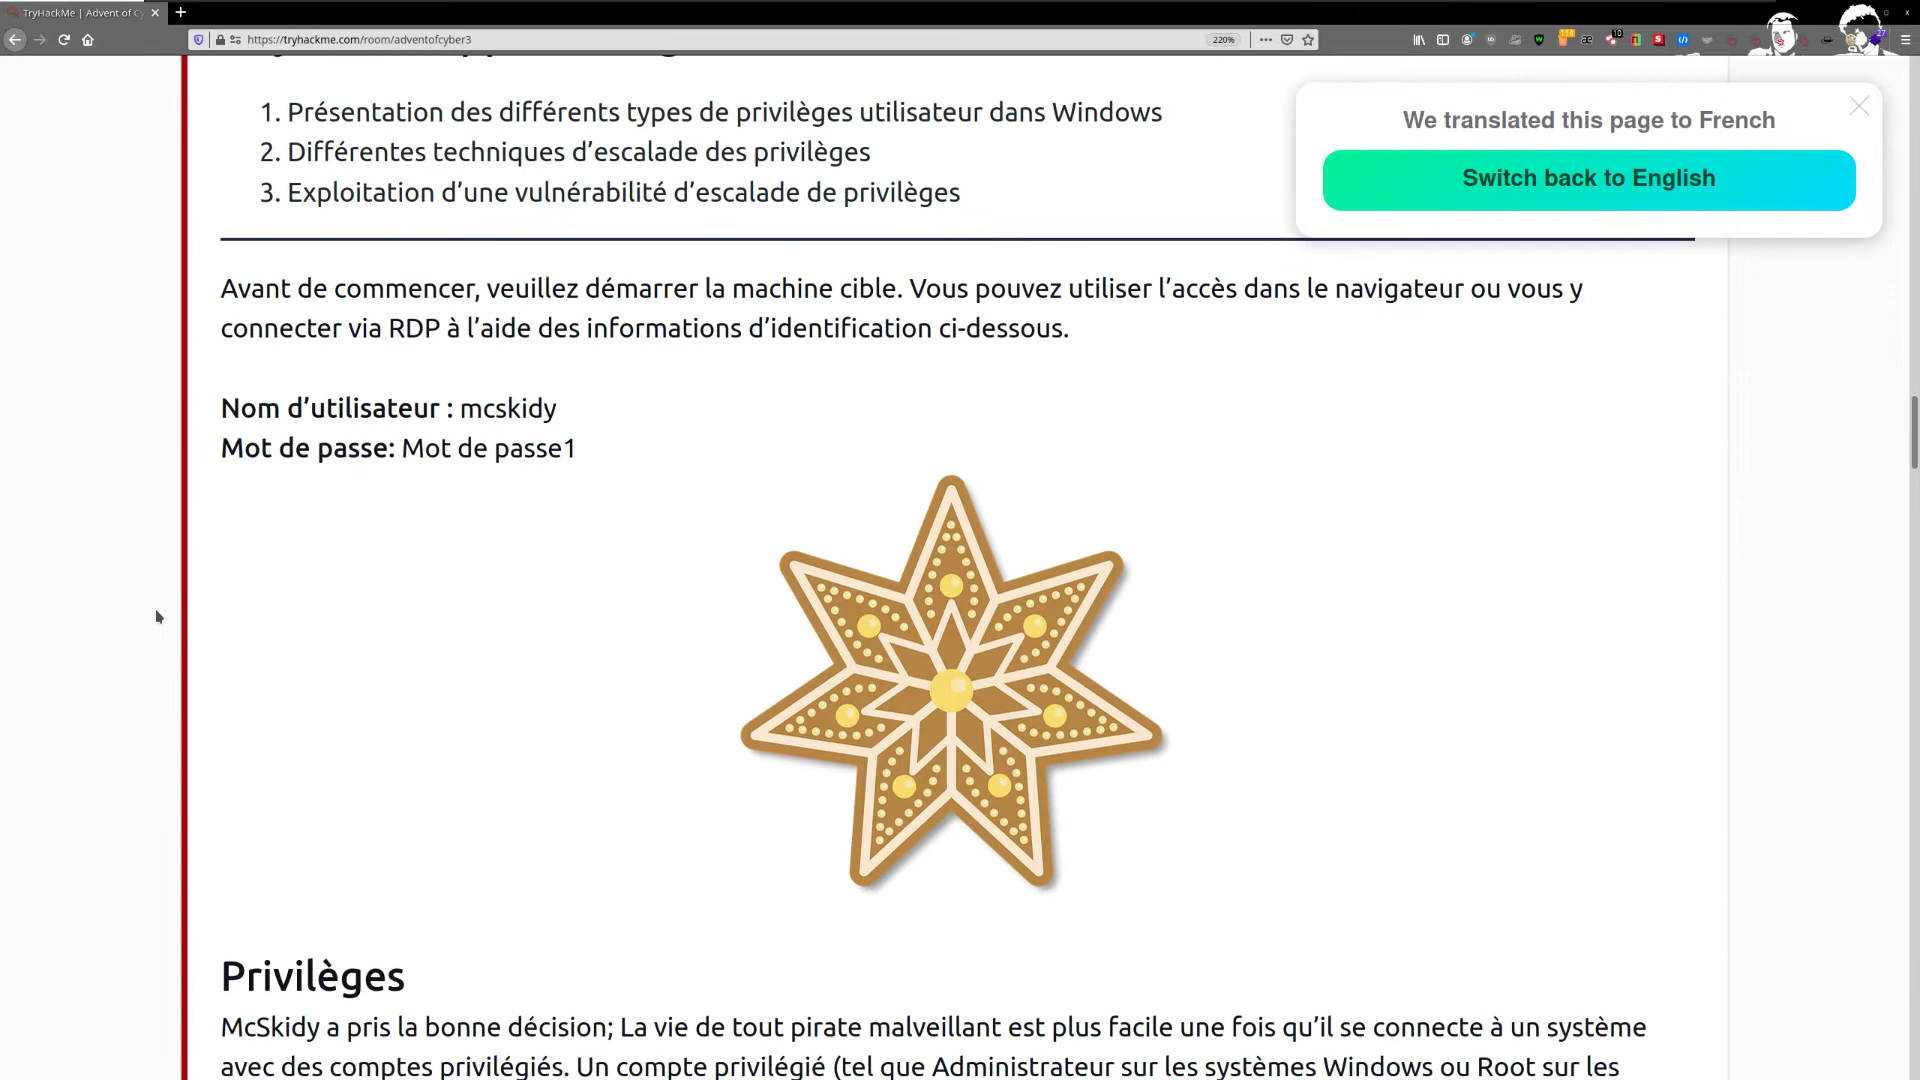 TryHackMe | Advent of Cy
https://tryhackme.com/room/adventofcyber3
220%
114
10
27
1. Présentation des différents types de privilèges utilisateur dans Windows
2. Différentes techniques d’escalade des privilèges
3. Exploitation d’une vulnérabilité d’escalade de privilèges
We translated this page to French
Switch back to English
Avant de commencer, veuillez démarrer la machine cible. Vous pouvez utiliser l’accès dans le navigateur ou vous y
connecter via RDP à l’aide des informations d’identification ci-dessous.
Nom d’utilisateur : mcskidy
Mot de passe: Mot de passe1
Privilèges
McSkidy a pris la bonne décision; La vie de tout pirate malveillant est plus facile une fois qu’il se connecte à un système
avec des comptes privilégiés. Un compte privilégié (tel que Administrateur sur les systèmes Windows ou Root sur les